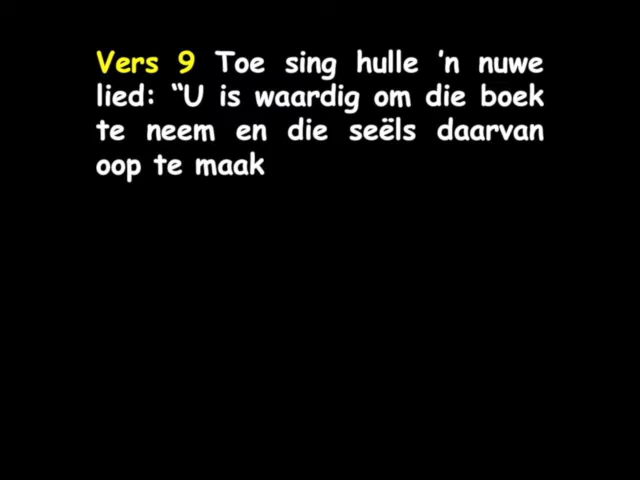 Vers 9 Toe sing hulle 'n nuwe
lied: “U is waardig om die boek
te neem en die seëls daarvan
oop te maak